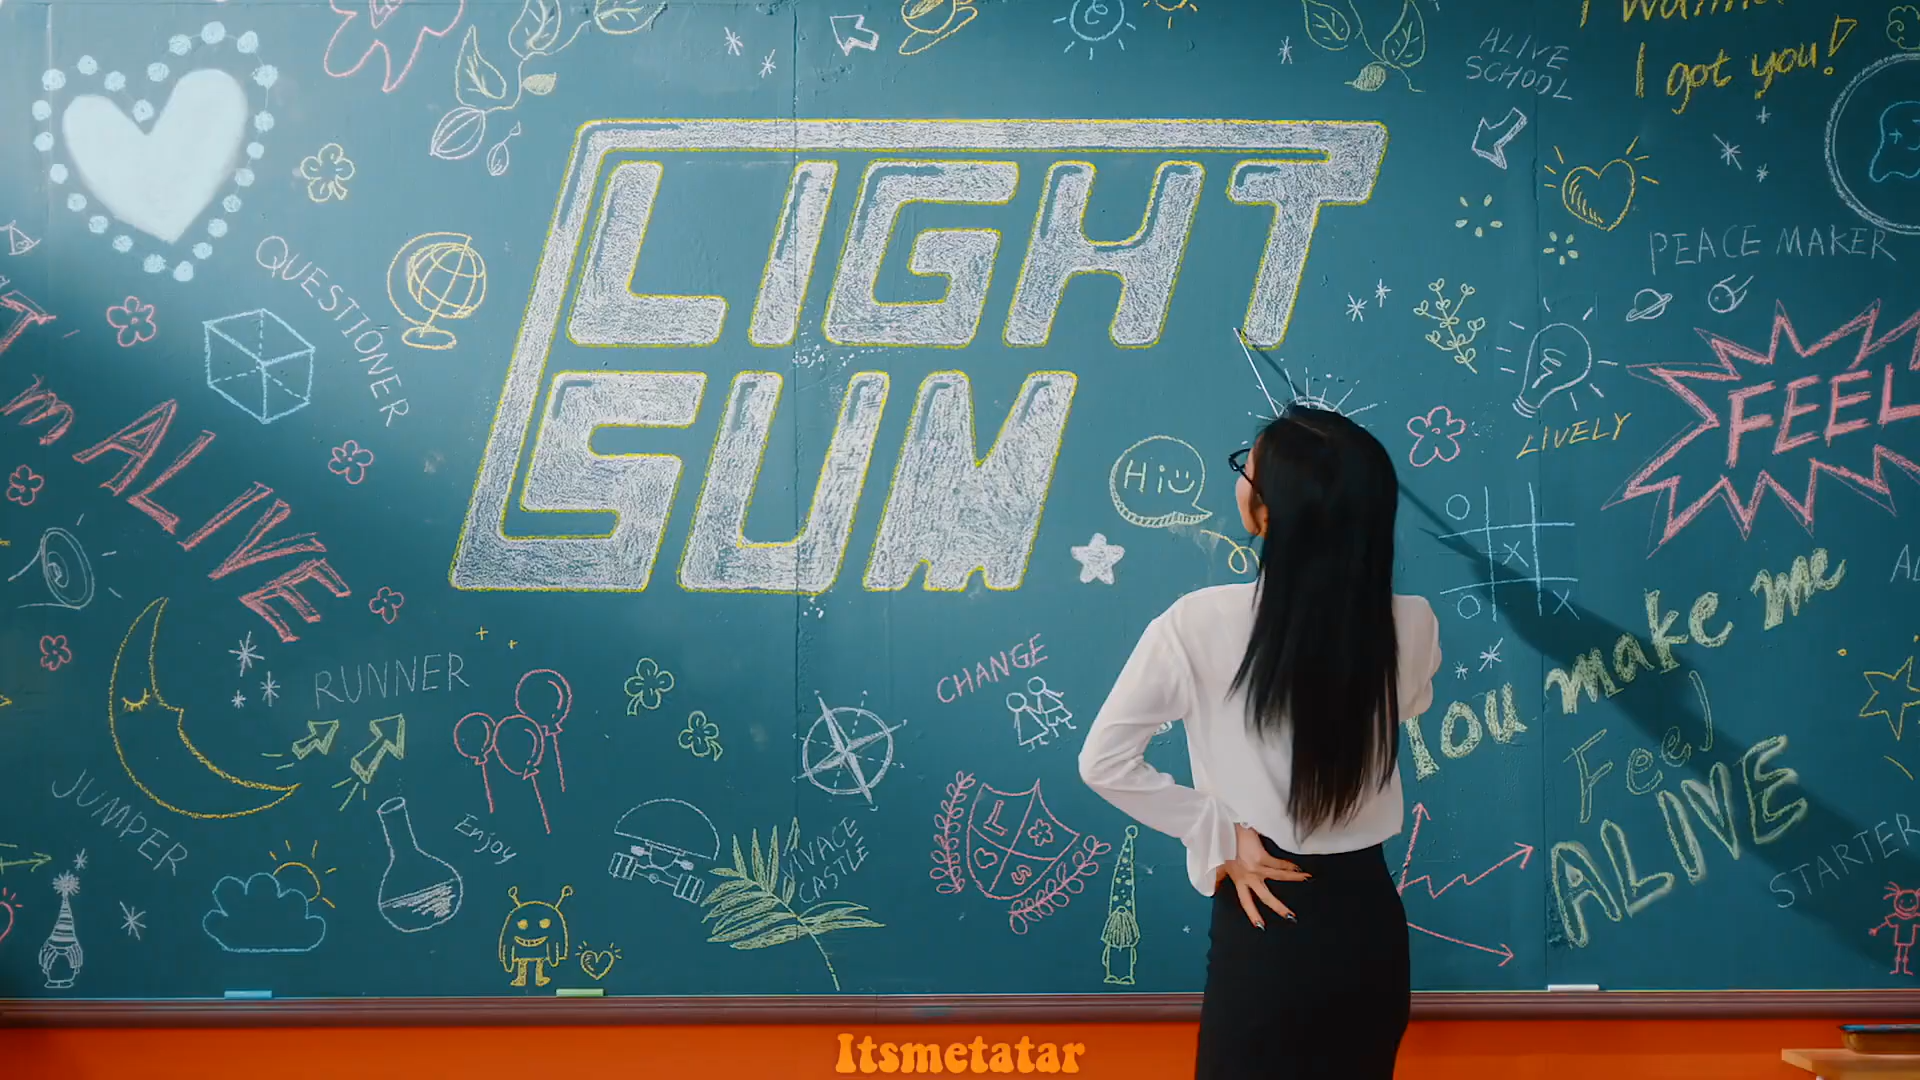 I wanna
I got you!
ALIVE
SCHOOL
LIGHT
SUM
QUESTIONER
PEACE MAKER
FEEL
LIVELY
Hi
I'm ALIVE
O
X
O X
RUNNER
CHANGE
You make me
Feel
ALIVE
JUMPER
Enjoy
VIVACE
CASTLE
L
S
STARTER
Itsmetatar